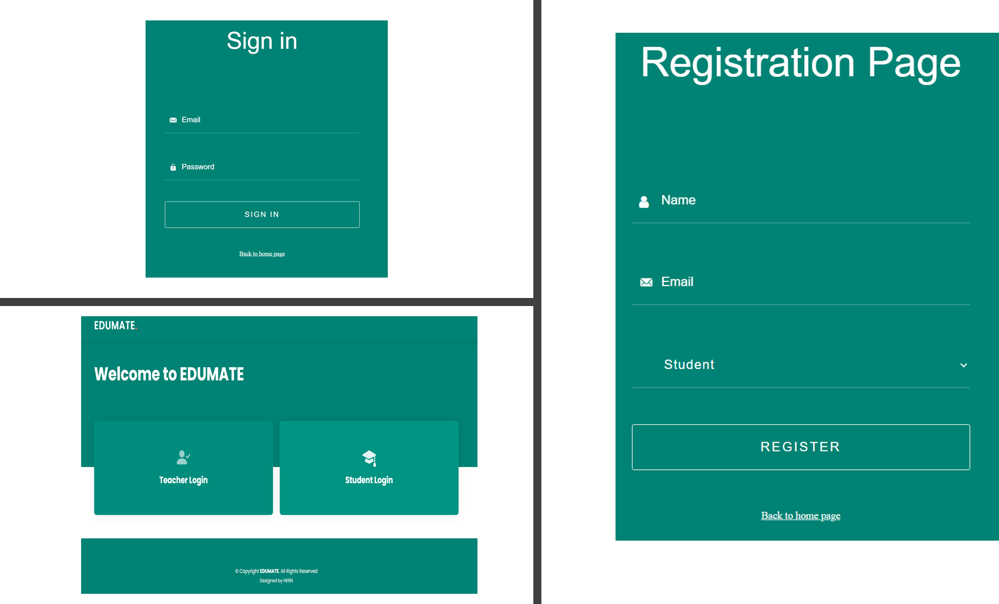 Sign in
Email
Password
SIGN IN
Back to home page
EDUMATE.
Welcome to EDUMATE
Teacher Login
Student Login
© Copyright EDUMATE. All Rights Reserved
Designed by HKRN
Registration Page
Name
Email
Student
REGISTER
Back to home page